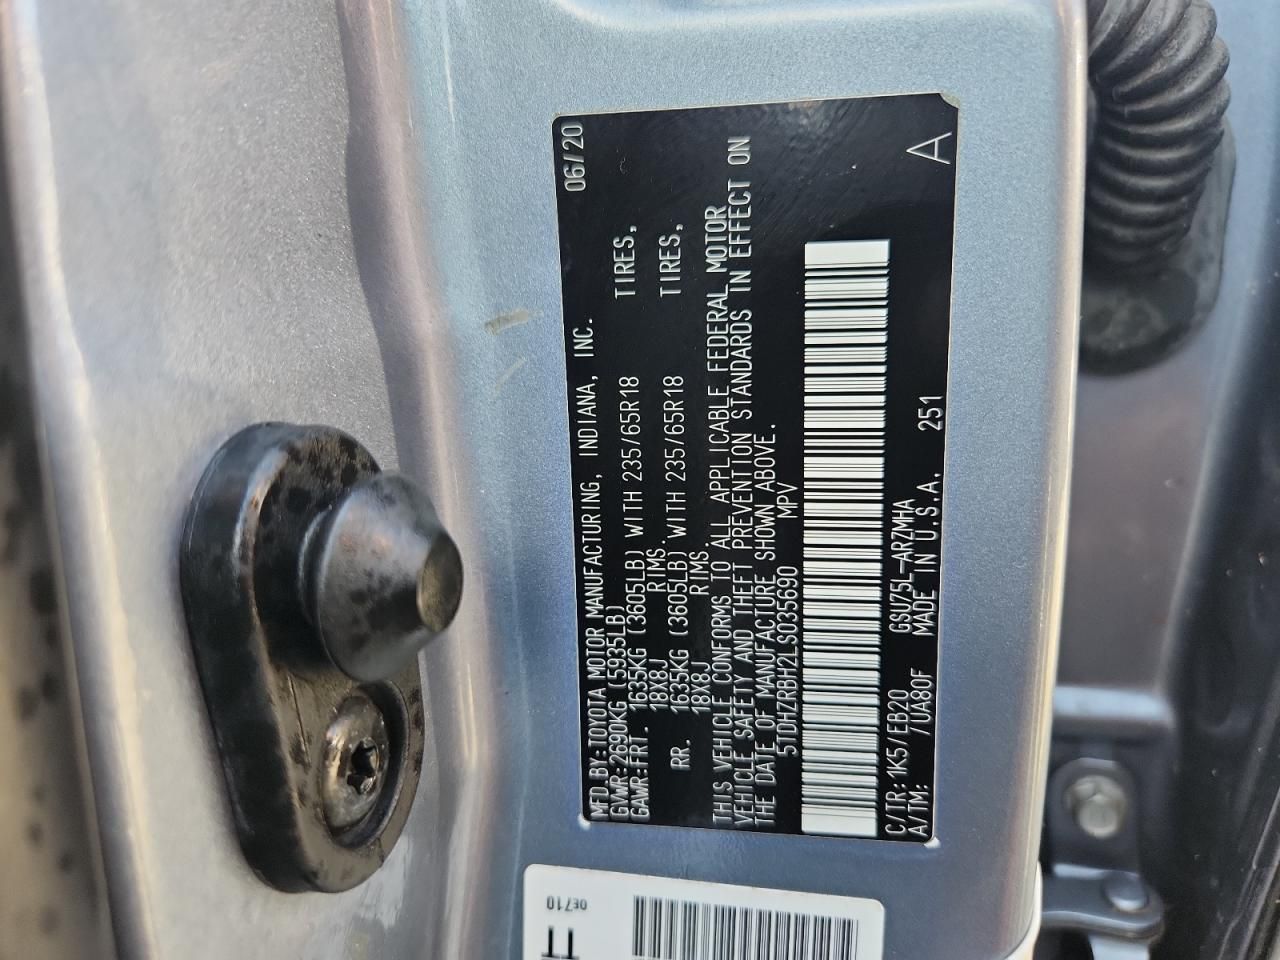 MFD. BY: TOYOTA MOTOR MANUFACTURING, INDIANA, INC. 06/20
GVWR: 2690KG (5935LB)
GAWR: FRT. 1635KG (3605LB) WITH 235/65R18 TIRES,
18X8J RIMS.
RR. 1635KG (3605LB) WITH 235/65R18 TIRES,
18X8J RIMS.
THIS VEHICLE CONFORMS TO ALL APPLICABLE FEDERAL MOTOR
VEHICLE SAFETY AND THEFT PREVENTION STANDARDS IN EFFECT ON
THE DATE OF MANUFACTURE SHOWN ABOVE.
5TDHZRBH2LS035690 MPV
C/TR: 1K5/EB20 GSU75L-ARZMHA 251
A/TM: /UA80F MADE IN U.S.A. A
0E710